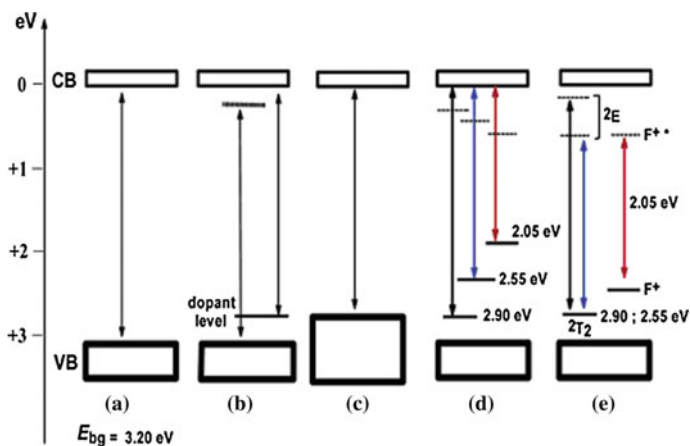 eV
CB
0
2E
F+ •
+1
2.05 eV
+2
2.05 eV
2.55 eV
F+
dopant
level
2.90 eV
2T2
2.90 ; 2.55 eV
+3
VB
(a) (b) (c) (d) (e)
Ebg = 3.20 eV